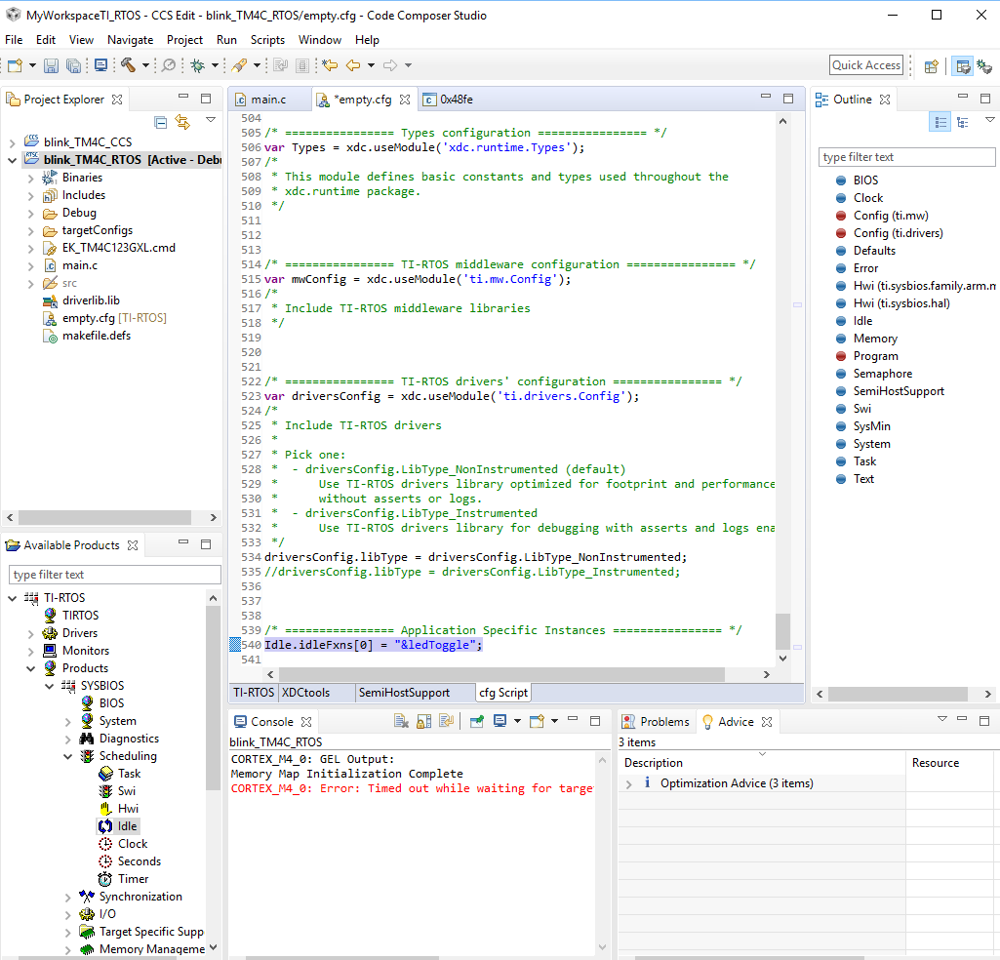 MyWorkspaceTI_RTOS - CCS Edit - blink_TM4C_RTOS/empty.cfg - Code Composer Studio
File Edit View Navigate Project Run Scripts Window Help
Quick Access
Project Explorer
blink_TM4C_CCS
blink_TM4C_RTOS [Active - Debu
Binaries
Includes
Debug
targetConfigs
EK_TM4C123GXL.cmd
main.c
src
driverlib.lib
empty.cfg [TI-RTOS]
makefile.defs
Available Products
type filter text
TI-RTOS
TIRTOS
Drivers
Monitors
Products
SYSBIOS
BIOS
System
Diagnostics
Scheduling
Task
Swi
Hwi
Idle
Clock
Seconds
Timer
Synchronization
I/O
Target Specific Supp
Memory Manageme
main.c *empty.cfg 0x48fe
504
505 /* ================ Types configuration ================ */
506 var Types = xdc.useModule('xdc.runtime.Types');
507 /*
508  * This module defines basic constants and types used throughout the
509  * xdc.runtime package.
510  */
511
512
513
514 /* ================ TI-RTOS middleware configuration ================ */
515 var mwConfig = xdc.useModule('ti.mw.Config');
516 /*
517  * Include TI-RTOS middleware libraries
518  */
519
520
521
522 /* ================ TI-RTOS drivers' configuration ================ */
523 var driversConfig = xdc.useModule('ti.drivers.Config');
524 /*
525  * Include TI-RTOS drivers
526  *
527  * Pick one:
528  *  - driversConfig.LibType_NonInstrumented (default)
529  *      Use TI-RTOS drivers library optimized for footprint and performance
530  *      without asserts or logs.
531  *  - driversConfig.LibType_Instrumented
532  *      Use TI-RTOS drivers library for debugging with asserts and logs ena
533  */
534 driversConfig.libType = driversConfig.LibType_NonInstrumented;
535 //driversConfig.libType = driversConfig.LibType_Instrumented;
536
537
538
539 /* ================ Application Specific Instances ================ */
540 Idle.idleFxns[0] = "&ledToggle";
541
TI-RTOS XDCtools SemiHostSupport cfg Script
Outline
type filter text
BIOS
Clock
Config (ti.mw)
Config (ti.drivers)
Defaults
Error
Hwi (ti.sysbios.family.arm.m
Hwi (ti.sysbios.hal)
Idle
Memory
Program
Semaphore
SemiHostSupport
Swi
SysMin
System
Task
Text
Console
blink_TM4C_RTOS
CORTEX_M4_0: GEL Output:
Memory Map Initialization Complete
CORTEX_M4_0: Error: Timed out while waiting for targe
Problems Advice
3 items
Description Resource
Optimization Advice (3 items)